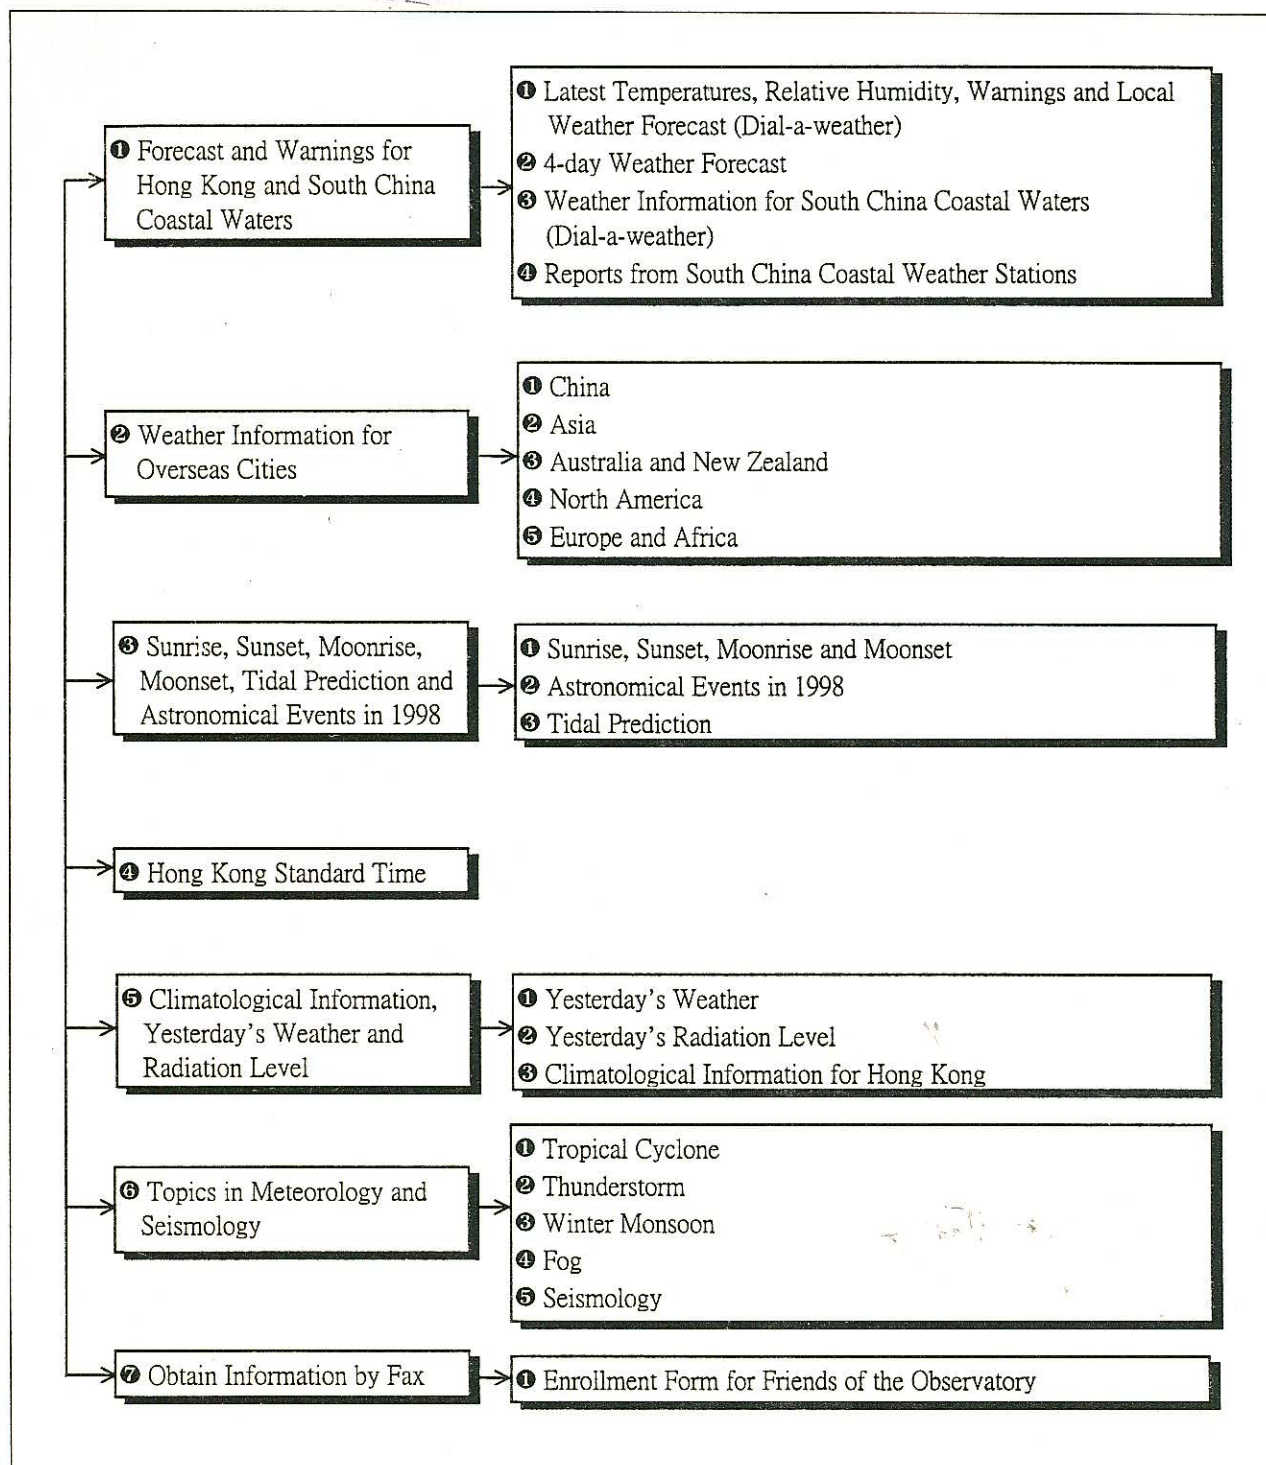 ❶ Forecast and Warnings for
Hong Kong and South China
Coastal Waters
❶ Latest Temperatures, Relative Humidity, Warnings and Local
Weather Forecast (Dial-a-weather)
❷ 4-day Weather Forecast
❸ Weather Information for South China Coastal Waters
(Dial-a-weather)
❹ Reports from South China Coastal Weather Stations
❷ Weather Information for
Overseas Cities
❶ China
❷ Asia
❸ Australia and New Zealand
❹ North America
❺ Europe and Africa
❸ Sunrise, Sunset, Moonrise,
Moonset, Tidal Prediction and
Astronomical Events in 1998
❶ Sunrise, Sunset, Moonrise and Moonset
❷ Astronomical Events in 1998
❸ Tidal Prediction
❹ Hong Kong Standard Time
❺ Climatological Information,
Yesterday's Weather and
Radiation Level
❶ Yesterday's Weather
❷ Yesterday's Radiation Level
❸ Climatological Information for Hong Kong
❻ Topics in Meteorology and
Seismology
❶ Tropical Cyclone
❷ Thunderstorm
❸ Winter Monsoon
❹ Fog
❺ Seismology
❼ Obtain Information by Fax
❶ Enrollment Form for Friends of the Observatory